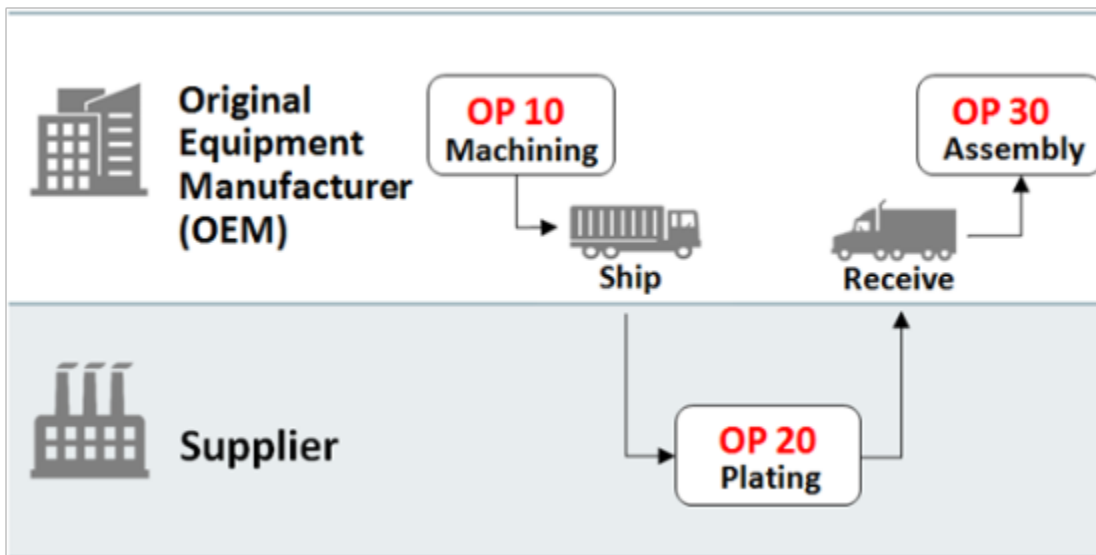 Original
Equipment
Manufacturer
(OEM)
OP 10
Machining
Ship
Receive
OP 30
Assembly
Supplier
OP 20
Plating